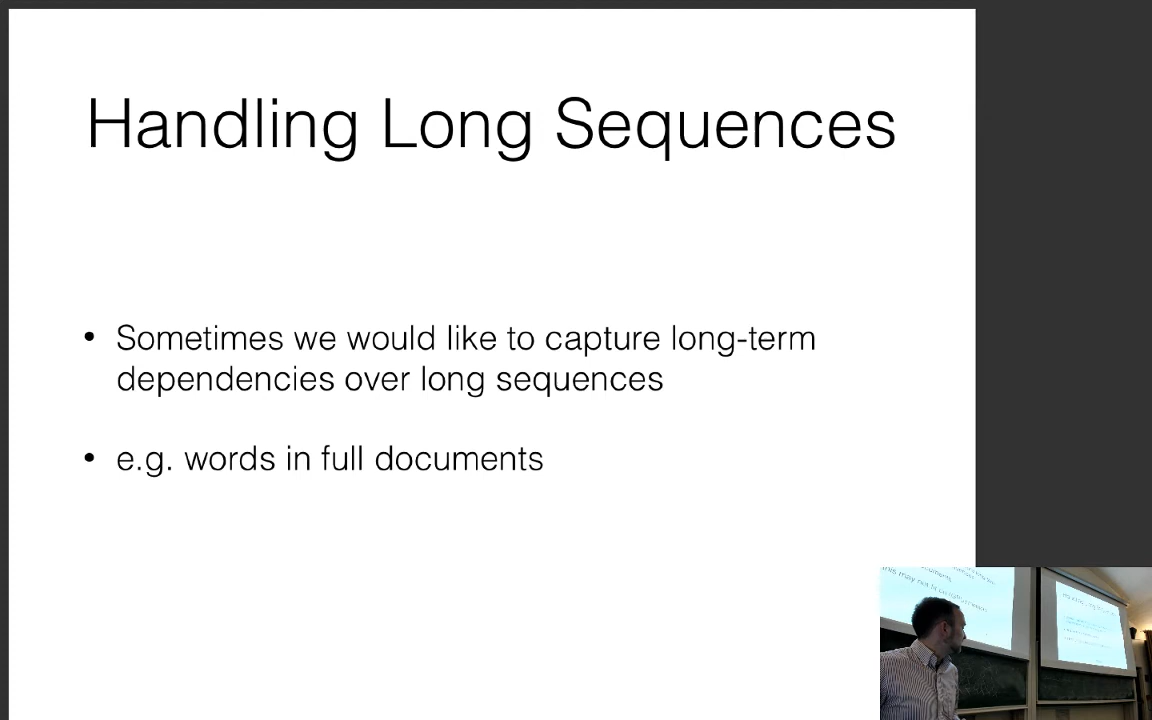 Handling Long Sequences
• Sometimes we would like to capture long-term
dependencies over long sequences
• e.g. words in full documents